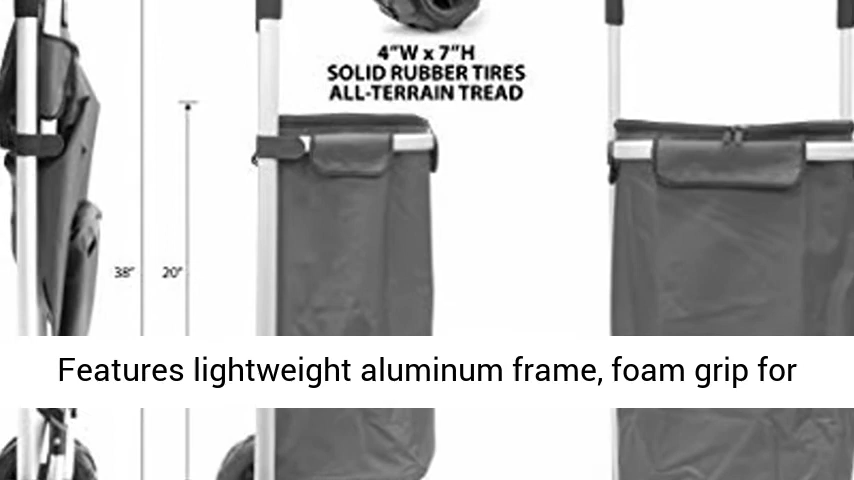 4"W x 7"H
SOLID RUBBER TIRES
ALL-TERRAIN TREAD
38" 20"
Features lightweight aluminum frame, foam grip for